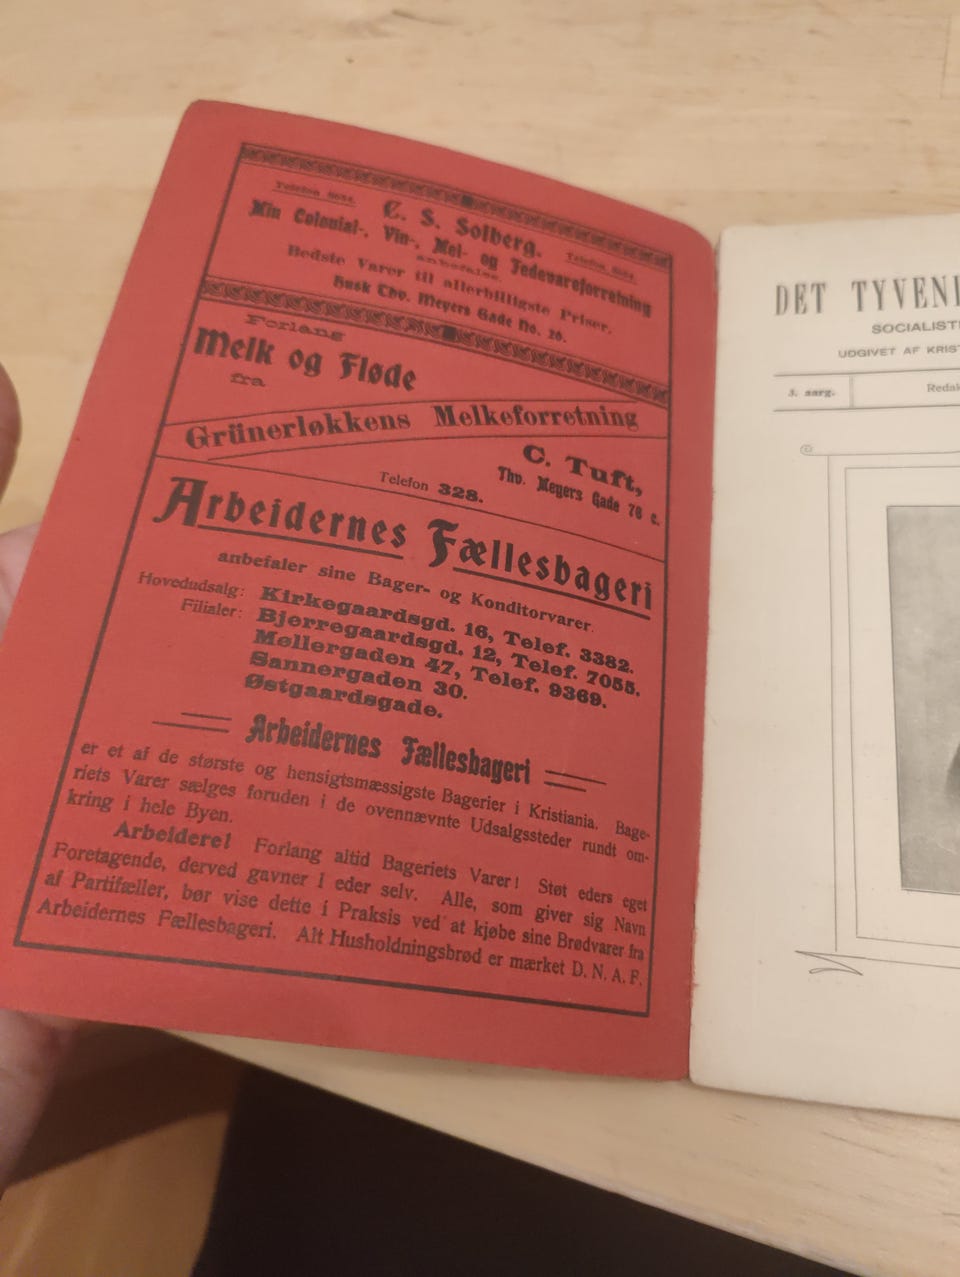 Telefon 8684.
C. S. Solberg.
Telefon 8684.
Min Colonial-, Vin-, Mel- og Fedevareforretning
anbefales.
Bedste Varer til allerbilligste Priser.
Husk Thv. Meyers Gade No. 26.
Forlang
Melk og Fløde
fra
Grünerløkkens Melkeforretning
C. Tuft,
Telefon 328.
Thv. Meyers Gade 78 c.
Arbeidernes Fællesbageri
anbefaler sine Bager- og Konditorvarer.
Hovedudsalg: Kirkegaardsgd. 16, Telef. 3382.
Filialer: Bjerregaardsgd. 12, Telef. 7055.
Møllergaden 47, Telef. 9369.
Sannergaden 30.
Østgaardsgade.
Arbeidernes Fællesbageri
er et af de største og hensigtsmæssigste Bagerier i Kristiania. Bage-
riets Varer sælges foruden i de ovennævnte Udsalgssteder rundt om-
kring i hele Byen.
Arbeidere! Forlang altid Bageriets Varer! Støt eders eget
Foretagende, derved gavner I eder selv. Alle, som giver sig Navn
af Partifæller, bør vise dette i Praksis ved at kjøbe sine Brødvarer fra
Arbeidernes Fællesbageri. Alt Husholdningsbrød er mærket D. N. A. F.
DET TYVEN
SOCIALIST
UDGIVET AF KRIS
3. aarg.
Redak